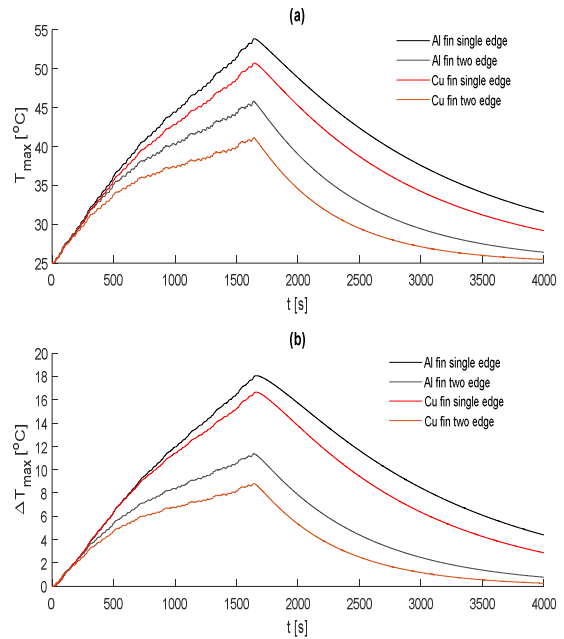 (a)
55
50
45
40
35
30
25
T max [°C]
Al fin single edge
Al fin two edge
Cu fin single edge
Cu fin two edge
0 500 1000 1500 2000 2500 3000 3500 4000
t [s]
(b)
20
18
16
14
12
10
8
6
4
2
0
△T max [°C]
Al fin single edge
Al fin two edge
Cu fin single edge
Cu fin two edge
0 500 1000 1500 2000 2500 3000 3500 4000
t [s]